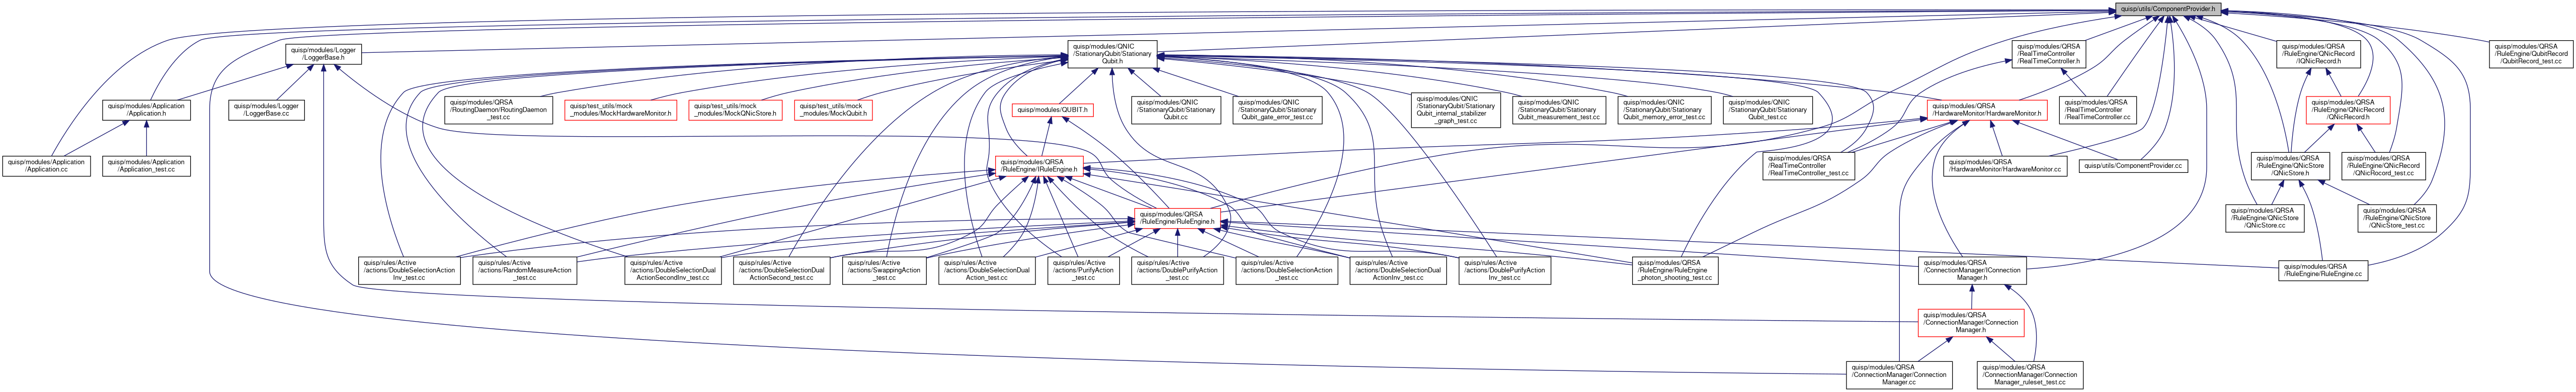 quisp/utils/ComponentProvider.h
quisp/modules/Logger
/LoggerBase.h
quisp/modules/QNIC
/StationaryQubit/Stationary
Qubit.h
quisp/modules/QRSA
/RealTimeController
/RealTimeController.h
quisp/modules/QRSA
/RuleEngine/QNicRecord
/IQNicRecord.h
quisp/modules/QRSA
/RuleEngine/QubitRecord
/QubitRecord_test.cc
quisp/modules/Application
/Application.h
quisp/modules/Logger
/LoggerBase.cc
quisp/modules/QRSA
/RoutingDaemon/RoutingDaemon
_test.cc
quisp/test_utils/mock
_modules/MockHardwareMonitor.h
quisp/test_utils/mock
_modules/MockQNicStore.h
quisp/test_utils/mock
_modules/MockQubit.h
quisp/modules/QUBIT.h
quisp/modules/QNIC
/StationaryQubit/Stationary
Qubit.cc
quisp/modules/QNIC
/StationaryQubit/Stationary
Qubit_gate_error_test.cc
quisp/modules/QNIC
/StationaryQubit/Stationary
Qubit_internal_stabilizer
_graph_test.cc
quisp/modules/QNIC
/StationaryQubit/Stationary
Qubit_measurement_test.cc
quisp/modules/QNIC
/StationaryQubit/Stationary
Qubit_memory_error_test.cc
quisp/modules/QNIC
/StationaryQubit/Stationary
Qubit_test.cc
quisp/modules/QRSA
/HardwareMonitor/HardwareMonitor.h
quisp/modules/QRSA
/RealTimeController
/RealTimeController.cc
quisp/modules/QRSA
/RuleEngine/QNicRecord
/QNicRecord.h
quisp/modules/Application
/Application.cc
quisp/modules/Application
/Application_test.cc
quisp/modules/QRSA
/RuleEngine/IRuleEngine.h
quisp/modules/QRSA
/RealTimeController
/RealTimeController_test.cc
quisp/modules/QRSA
/HardwareMonitor/HardwareMonitor.cc
quisp/utils/ComponentProvider.cc
quisp/modules/QRSA
/RuleEngine/QNicStore
/QNicStore.h
quisp/modules/QRSA
/RuleEngine/QNicRecord
/QNicRecord_test.cc
quisp/modules/QRSA
/RuleEngine/RuleEngine.h
quisp/modules/QRSA
/RuleEngine/QNicStore
/QNicStore.cc
quisp/modules/QRSA
/RuleEngine/QNicStore
/QNicStore_test.cc
quisp/rules/Active
actions/DoubleSelectionAction
Inv_test.cc
quisp/rules/Active
actions/RandomMeasureAction
_test.cc
quisp/rules/Active
actions/DoubleSelectionDual
ActionSecondInv_test.cc
quisp/rules/Active
actions/DoubleSelectionDual
ActionSecond_test.cc
quisp/rules/Active
actions/SwappingAction
_test.cc
quisp/rules/Active
actions/DoubleSelectionDual
Action_test.cc
quisp/rules/Active
actions/PurifyAction
_test.cc
quisp/rules/Active
actions/DoublePurifyAction
_test.cc
quisp/rules/Active
actions/DoubleSelectionAction
_test.cc
quisp/rules/Active
actions/DoubleSelectionDual
ActionInv_test.cc
quisp/rules/Active
actions/DoublePurifyAction
Inv_test.cc
quisp/modules/QRSA
/RuleEngine/RuleEngine
_photon_shooting_test.cc
quisp/modules/QRSA
/ConnectionManager/IConnection
Manager.h
quisp/modules/QRSA
/RuleEngine/RuleEngine.cc
quisp/modules/QRSA
/ConnectionManager/Connection
Manager.h
quisp/modules/QRSA
/ConnectionManager/Connection
Manager.cc
quisp/modules/QRSA
/ConnectionManager/Connection
Manager_ruleset_test.cc